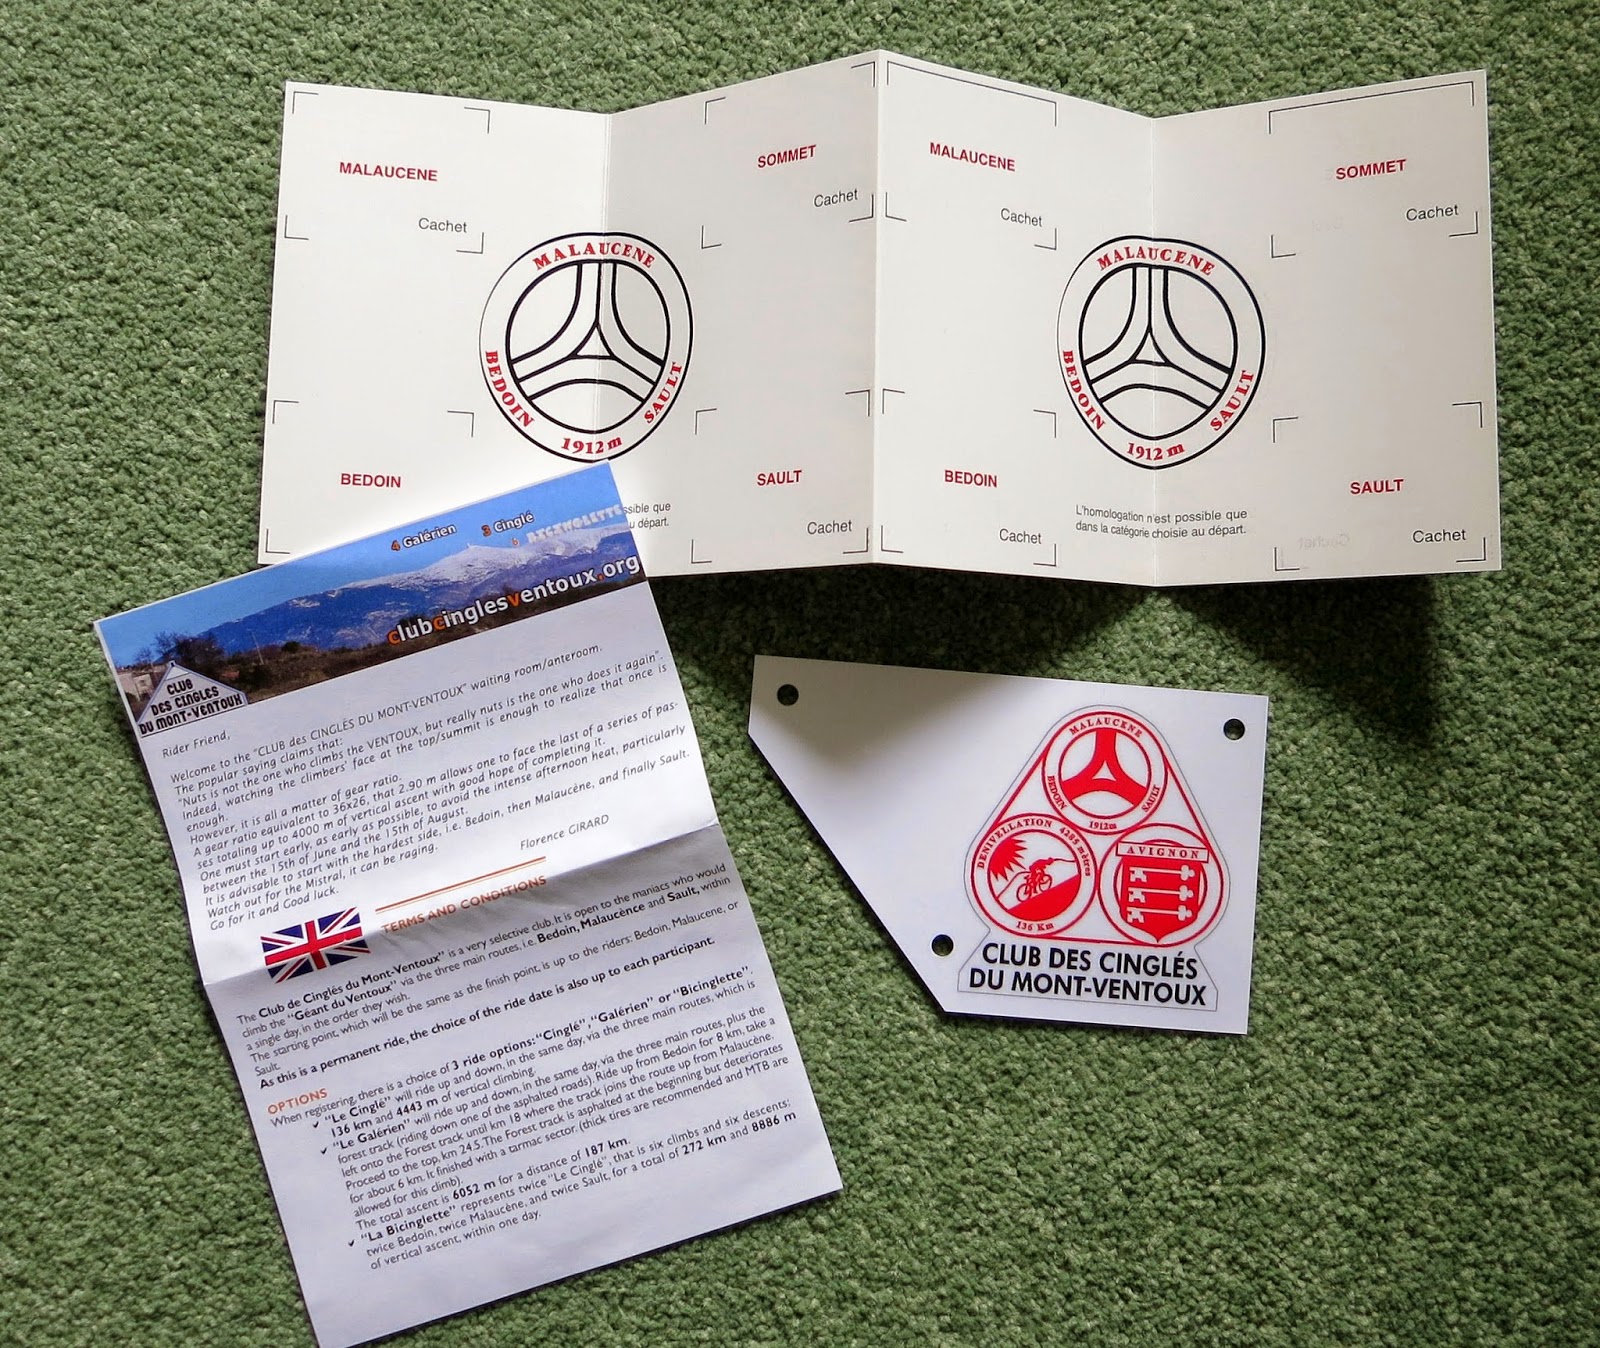 MALAUCENE
Cachet
SOMMET
Cachet
MALAUCENE
BEDOIN
SAULT
1912 m
BEDOIN
SAULT
Cachet
ssible que
u départ.
MALAUCENE
Cachet
SOMMET
Cachet
MALAUCENE
BEDOIN
SAULT
1912 m
BEDOIN
Cachet
L'homologation n'est possible que
dans la catégorie choisie au départ.
SAULT
Cachet
4 Galérien 3 Cinglé
6 BICINGLETTE
clubcinglesventoux.org
CLUB
DES CINGLÉS
DU MONT-VENTOUX
Rider Friend,
Welcome to the "CLUB des CINGLÉS DU MONT-VENTOUX" waiting room/anteroom.
The popular saying claims that:
"Nuts is not the one who climbs the VENTOUX, but really nuts is the one who does it again".
Indeed, watching the climbers' face at the top/summit is enough to realize that once is
enough.
However, it is all a matter of gear ratio.
A gear ratio equivalent to 36x26, that 2.90 m allows one to face the last of a series of pas-
ses totaling up to 4000 m of vertical ascent with good hope of completing it.
One must start early, as early as possible, to avoid the intense afternoon heat, particularly
between the 15th of June and the 15th of August.
It is advisable to start with the hardest side, i.e. Bedoin, then Malaucène, and finally Sault.
Watch out for the Mistral, it can be raging.
Go for it and Good luck.
Florence GIRARD
TERMS AND CONDITIONS
The Club de Cinglés du Mont-Ventoux" is a very selective club. It is open to the maniacs who would
climb the "Géant du Ventoux" via the three main routes, i.e. Bedoin, Malaucènce and Sault, within
a single day, in the order they wish.
The starting point, which will be the same as the finish point, is up to the riders: Bedoin, Malaucene, or
Sault.
As this is a permanent ride, the choice of the ride date is also up to each participant.
OPTIONS
When registering, there is a choice of 3 ride options: "Cinglé", "Galérien" or "Bicinglette".
"Le Cinglé" will ride up and down, in the same day, via the three main routes, which is
136 km and 4443 m of vertical climbing.
"Le Galérien" will ride up and down, in the same day, via the three main routes, plus the
forest track (riding down one of the asphalted roads). Ride up from Bedoin for 8 km, take a
left onto the Forest track until km 18 where the track joins the route up from Malaucène.
Proceed to the top, km 24.5. The Forest track is asphalted at the beginning but deteriorates
for about 6 km. It finished with a tarmac sector. (thick tires are recommended and MTB are
allowed for this climb).
The total ascent is 6052 m for a distance of 187 km.
"La Bicinglette" represents twice "Le Cinglé", that is six climbs and six descents:
twice Bedoin, twice Malaucène, and twice Sault, for a total of 272 km and 8886 m
of vertical ascent, within one day.
MALAUCENE
BEDOIN
SAULT
1912m
DENIVELLATION 4285 mètres
136 Km
AVIGNON
CLUB DES CINGLÉS
DU MONT-VENTOUX